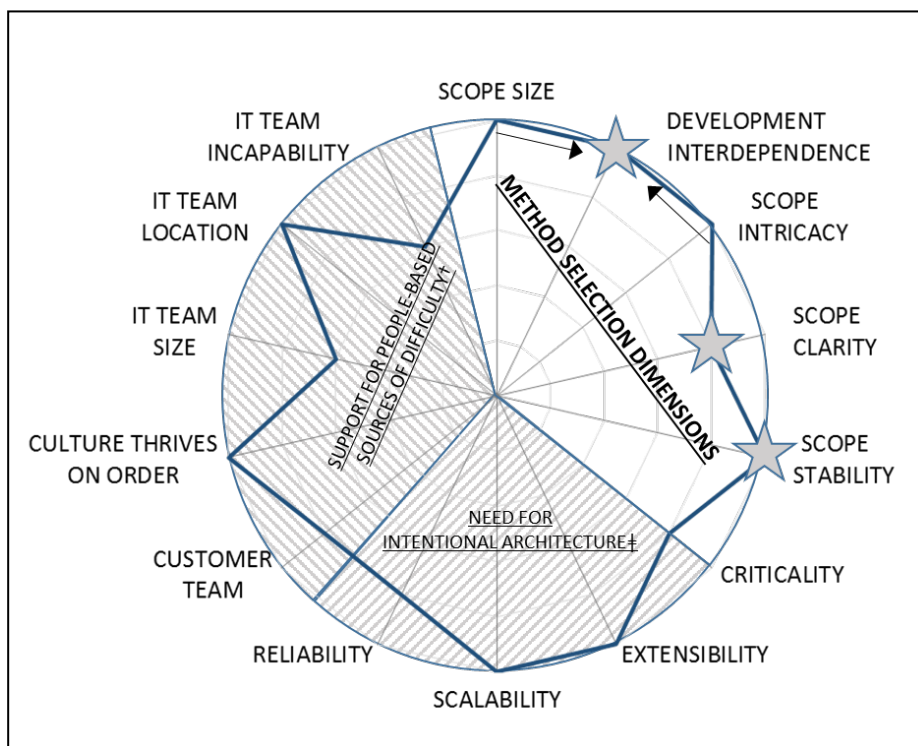 SCOPE SIZE
DEVELOPMENT
INTERDEPENDENCE
SCOPE
INTRICACY
SCOPE
CLARITY
SCOPE
STABILITY
CRITICALITY
EXTENSIBILITY
SCALABILITY
RELIABILITY
CUSTOMER
TEAM
CULTURE THRIVES
ON ORDER
IT TEAM
SIZE
IT TEAM
LOCATION
IT TEAM
INCAPABILITY
METHOD SELECTION DIMENSIONS
SUPPORT FOR PEOPLE-BASED
SOURCES OF DIFFICULTY†
NEED FOR
INTENTIONAL ARCHITECTURE‡